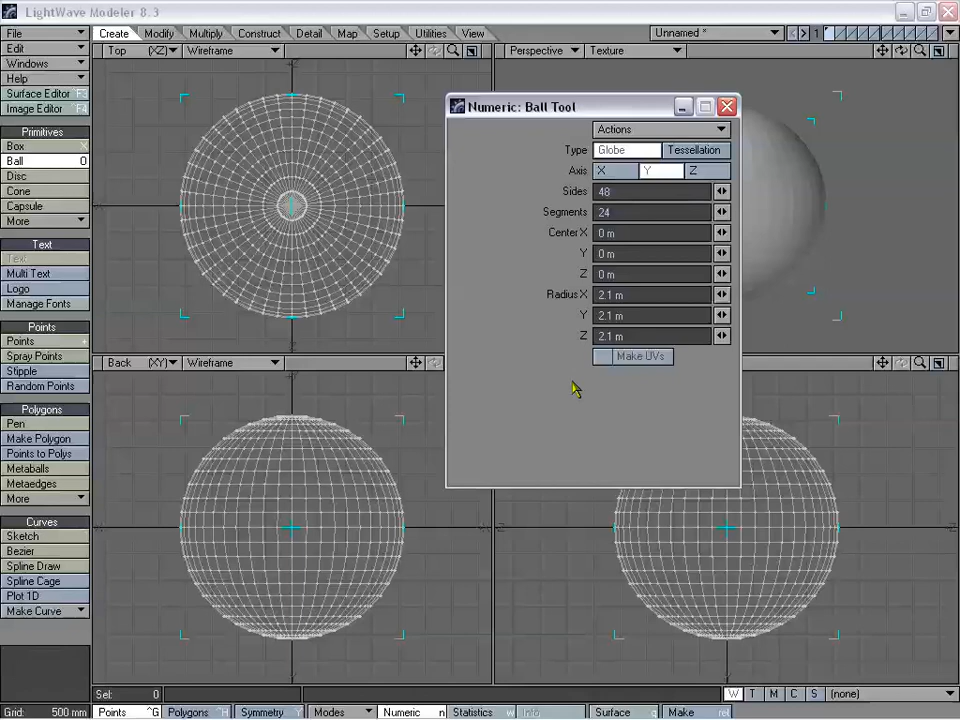 LightWave Modeler 8.3
File
Create Modify Multiply Construct Detail Map Setup Utilities View
Unnamed *
1
Edit
Windows
Help
Surface Editor F5
Image Editor ^F4
Top (XZ) Wireframe
Perspective Texture
Numeric: Ball Tool
Actions
Type Globe Tessellation
Axis X Y Z
Sides 48
Segments 24
Center X 0 m
Y 0 m
Z 0 m
Radius X 2.1 m
Y 2.1 m
Z 2.1 m
Make UVs
Primitives
Box X
Ball O
Disc
Cone
Capsule
More
Text
Text
Multi Text
Logo
Manage Fonts
Points
Points +
Spray Points
Stipple
Random Points
Back (XY) Wireframe
Polygons
Pen
Make Polygon
Points to Polys
Metaballs
Metaedges
More
Curves
Sketch
Bezier
Spline Draw
Spline Cage
Plot 1D
Make Curve
Sel: 0
W T M C S (none)
Grid: 500 mm
Points ^G Polygons ^H Symmetry Y Modes Numeric n Statistics w Info Surface q Make ret